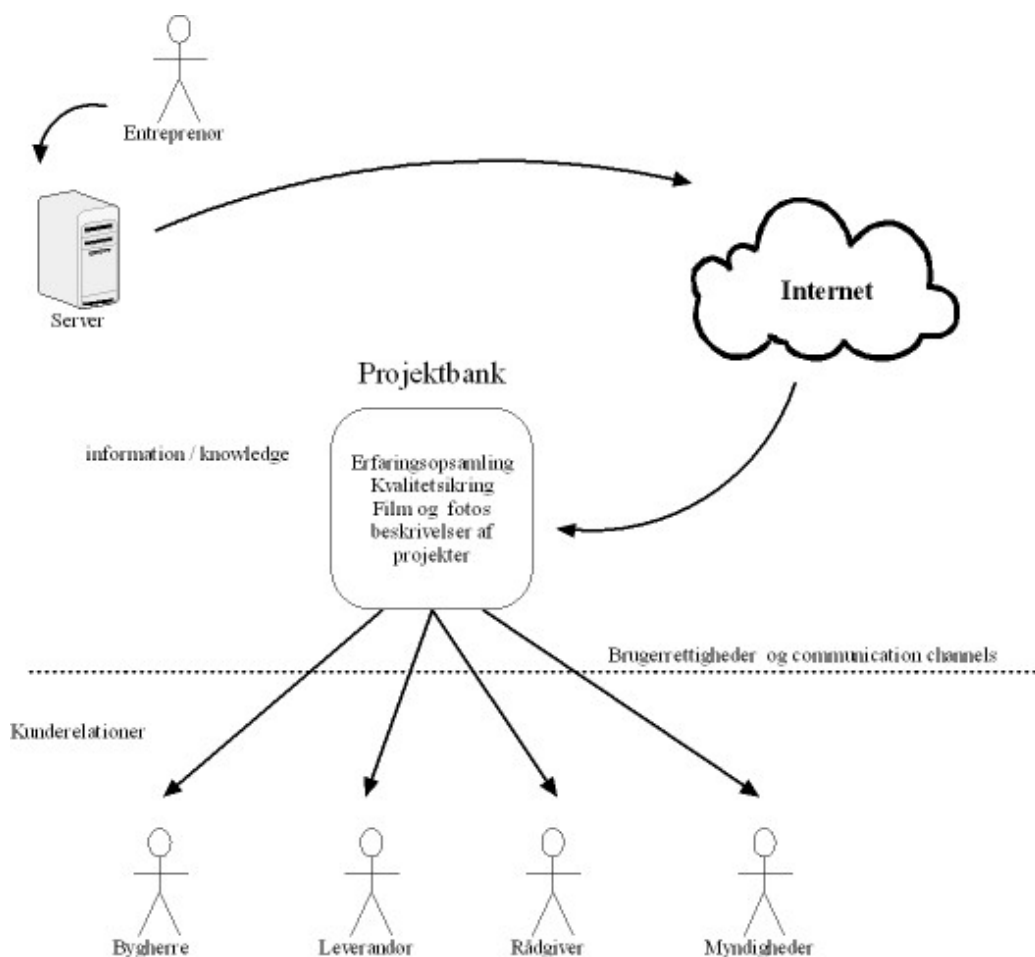 Entreprenør
Server
Internet
Projektbank
information / knowledge
Erfaringsopsamling
Kvalitetsikring
Film og fotos
beskrivelser af
projekter
Brugerrettigheder og communication channels
Kunderelationer
Bygherre
Leverandør
Rådgiver
Myndigheder